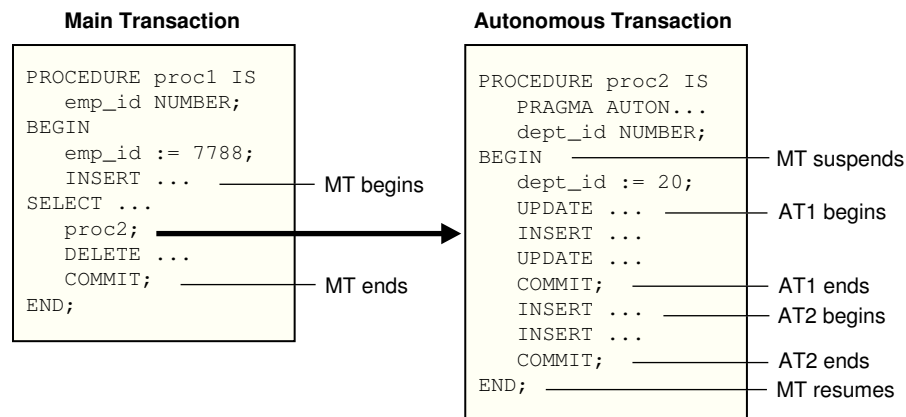 Main Transaction
PROCEDURE proc1 IS
emp_id NUMBER;
BEGIN
emp_id := 7788;
INSERT ...
SELECT ...
proc2;
DELETE ...
COMMIT;
END;
MT begins
MT ends
Autonomous Transaction
PROCEDURE proc2 IS
PRAGMA AUTON...
dept_id NUMBER;
BEGIN
dept_id := 20;
UPDATE ...
INSERT ...
UPDATE ...
COMMIT;
INSERT ...
INSERT ...
COMMIT;
END;
MT suspends
AT1 begins
AT1 ends
AT2 begins
AT2 ends
MT resumes